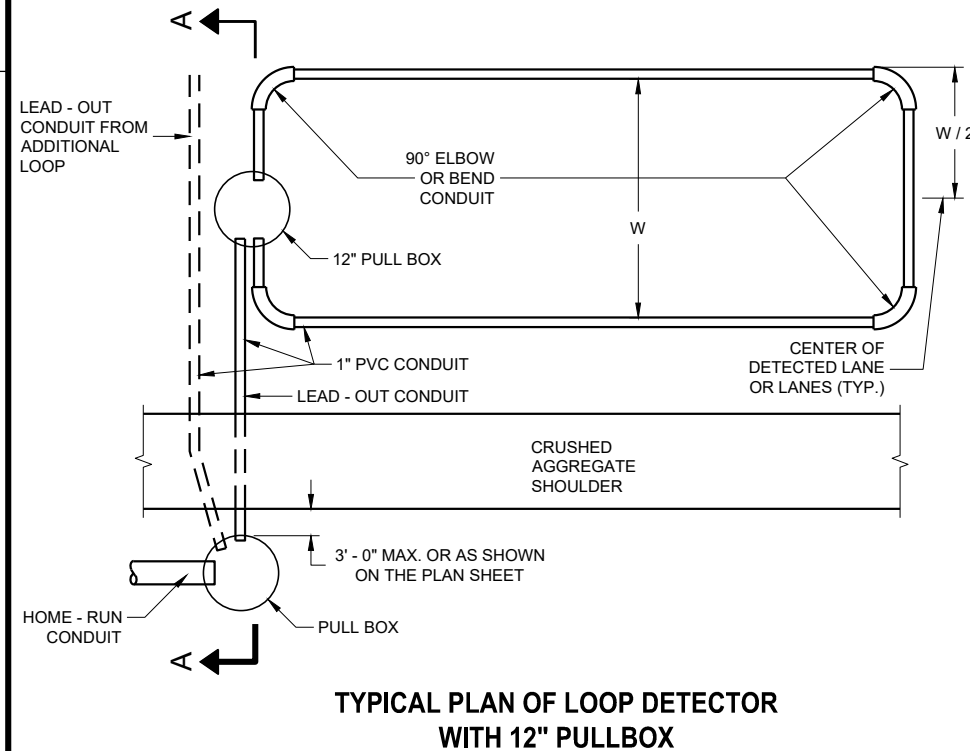 A
LEAD - OUT
CONDUIT FROM
ADDITIONAL
LOOP
W / 2
90° ELBOW
OR BEND
CONDUIT
W
12" PULL BOX
CENTER OF
DETECTED LANE
OR LANES (TYP.)
1" PVC CONDUIT
LEAD - OUT CONDUIT
CRUSHED
AGGREGATE
SHOULDER
3' - 0" MAX. OR AS SHOWN
ON THE PLAN SHEET
HOME - RUN
CONDUIT
PULL BOX
A
TYPICAL PLAN OF LOOP DETECTOR
WITH 12" PULLBOX